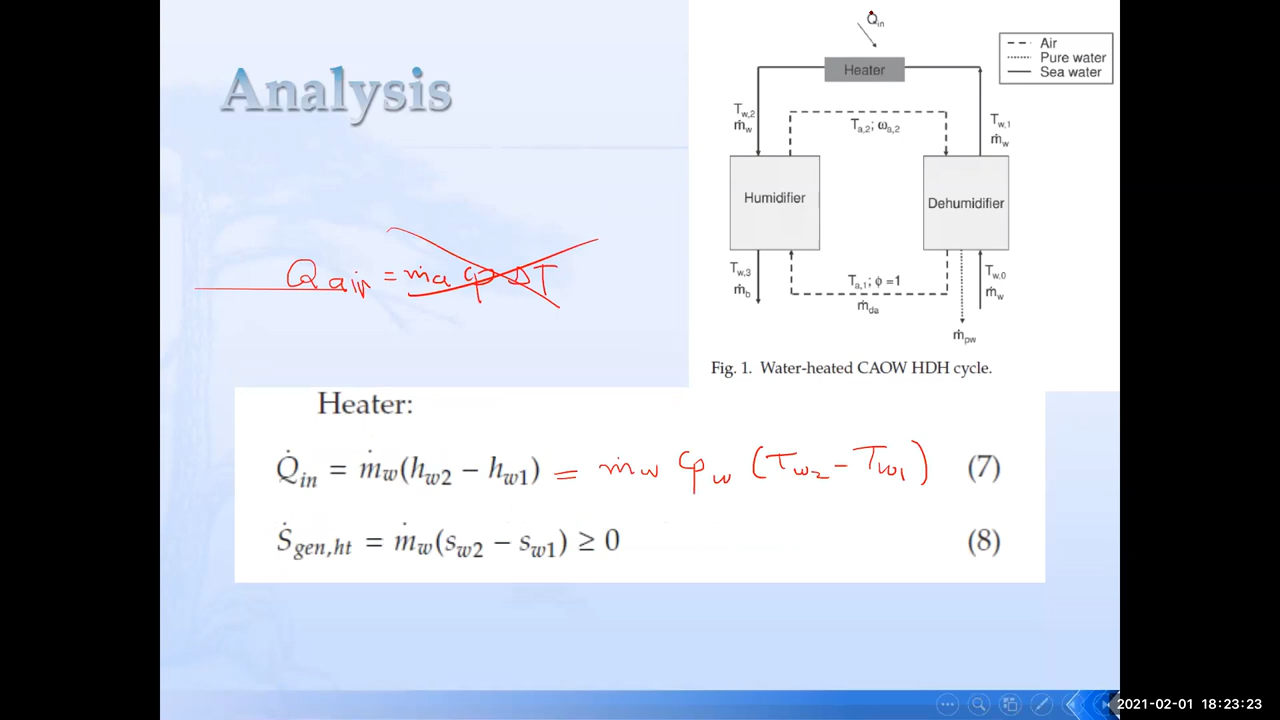 Analysis
Q̇in
Heater
Air
Pure water
Sea water
Tw,2
ṁw
Ta,2; ωa,2
Tw,1
ṁw
Humidifier
Dehumidifier
Tw,3
ṁb
Ta,1; ϕ =1
ṁda
Tw,0
ṁw
ṁpw
Fig. 1. Water-heated CAOW HDH cycle.
Q air = ṁa Cp ΔT
Heater:
Q̇in = ṁw(hw2 − hw1) = ṁw Cpw (Tw2 − Tw1) (7)
Ṡgen,ht = ṁw(sw2 − sw1) ≥ 0 (8)
2021-02-01 18:23:23